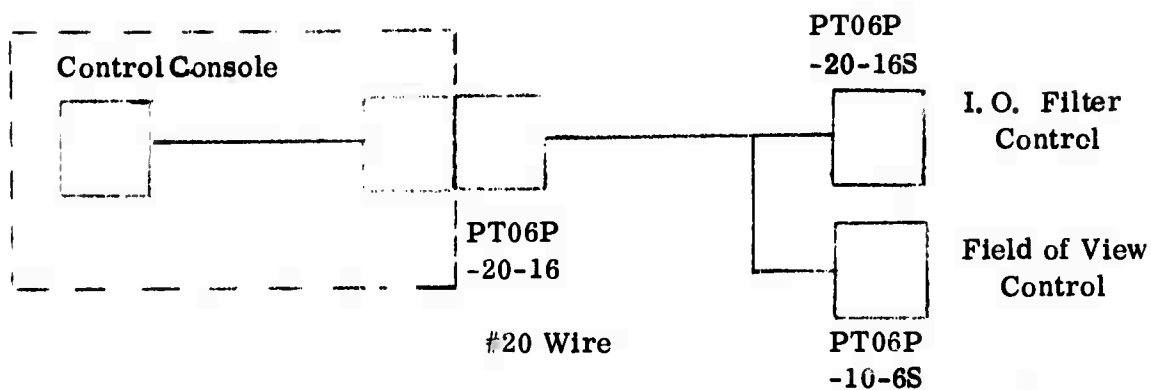 PT06P
-20-16S
Control Console
I. O. Filter
Control
PT06P
-20-16
Field of View
Control
#20 Wire
PT06P
-10-6S